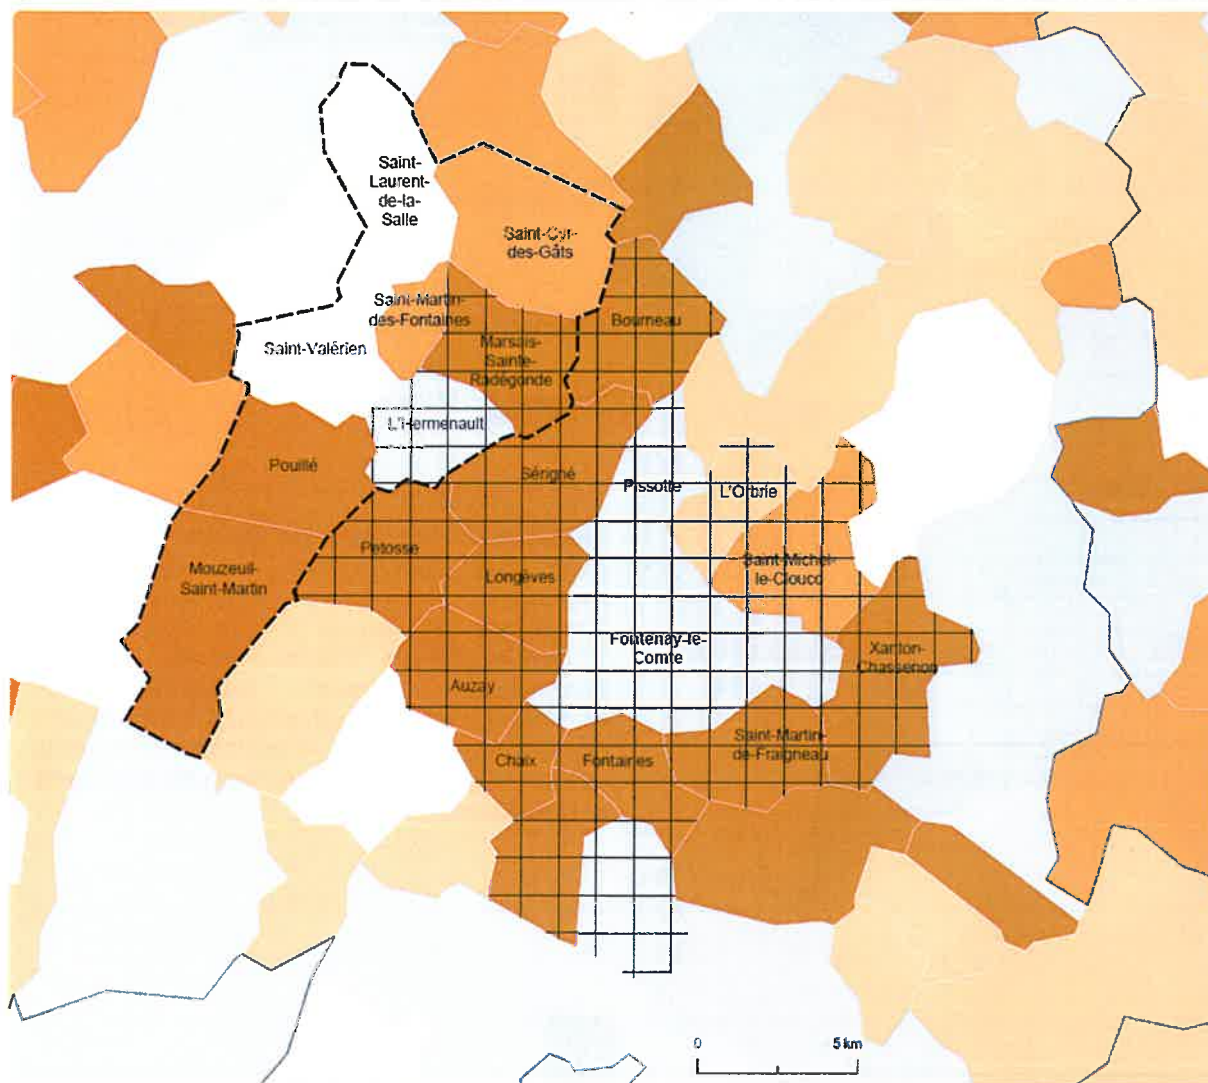 Saint-
Laurent-
de-la-
Salle
Saint-Cyr-
des-Gâts
Saint-Martin-
des-Fontaines
Bourneau
Saint-Valérien
Marsais-
Sainte-
Radégonde
L'Hermenault
Pouillé
Sérigné
Pissotte
L'Orbrie
Petosse
Longèves
Saint-Michel-
le-Cloucq
Mouzeuil-
Saint-Martin
Fontenay-le-
Comte
Xanton-
Chassenon
Auzay
Saint-Martin-
de-Fraigneau
Chaix
Fontaines
0 5 km